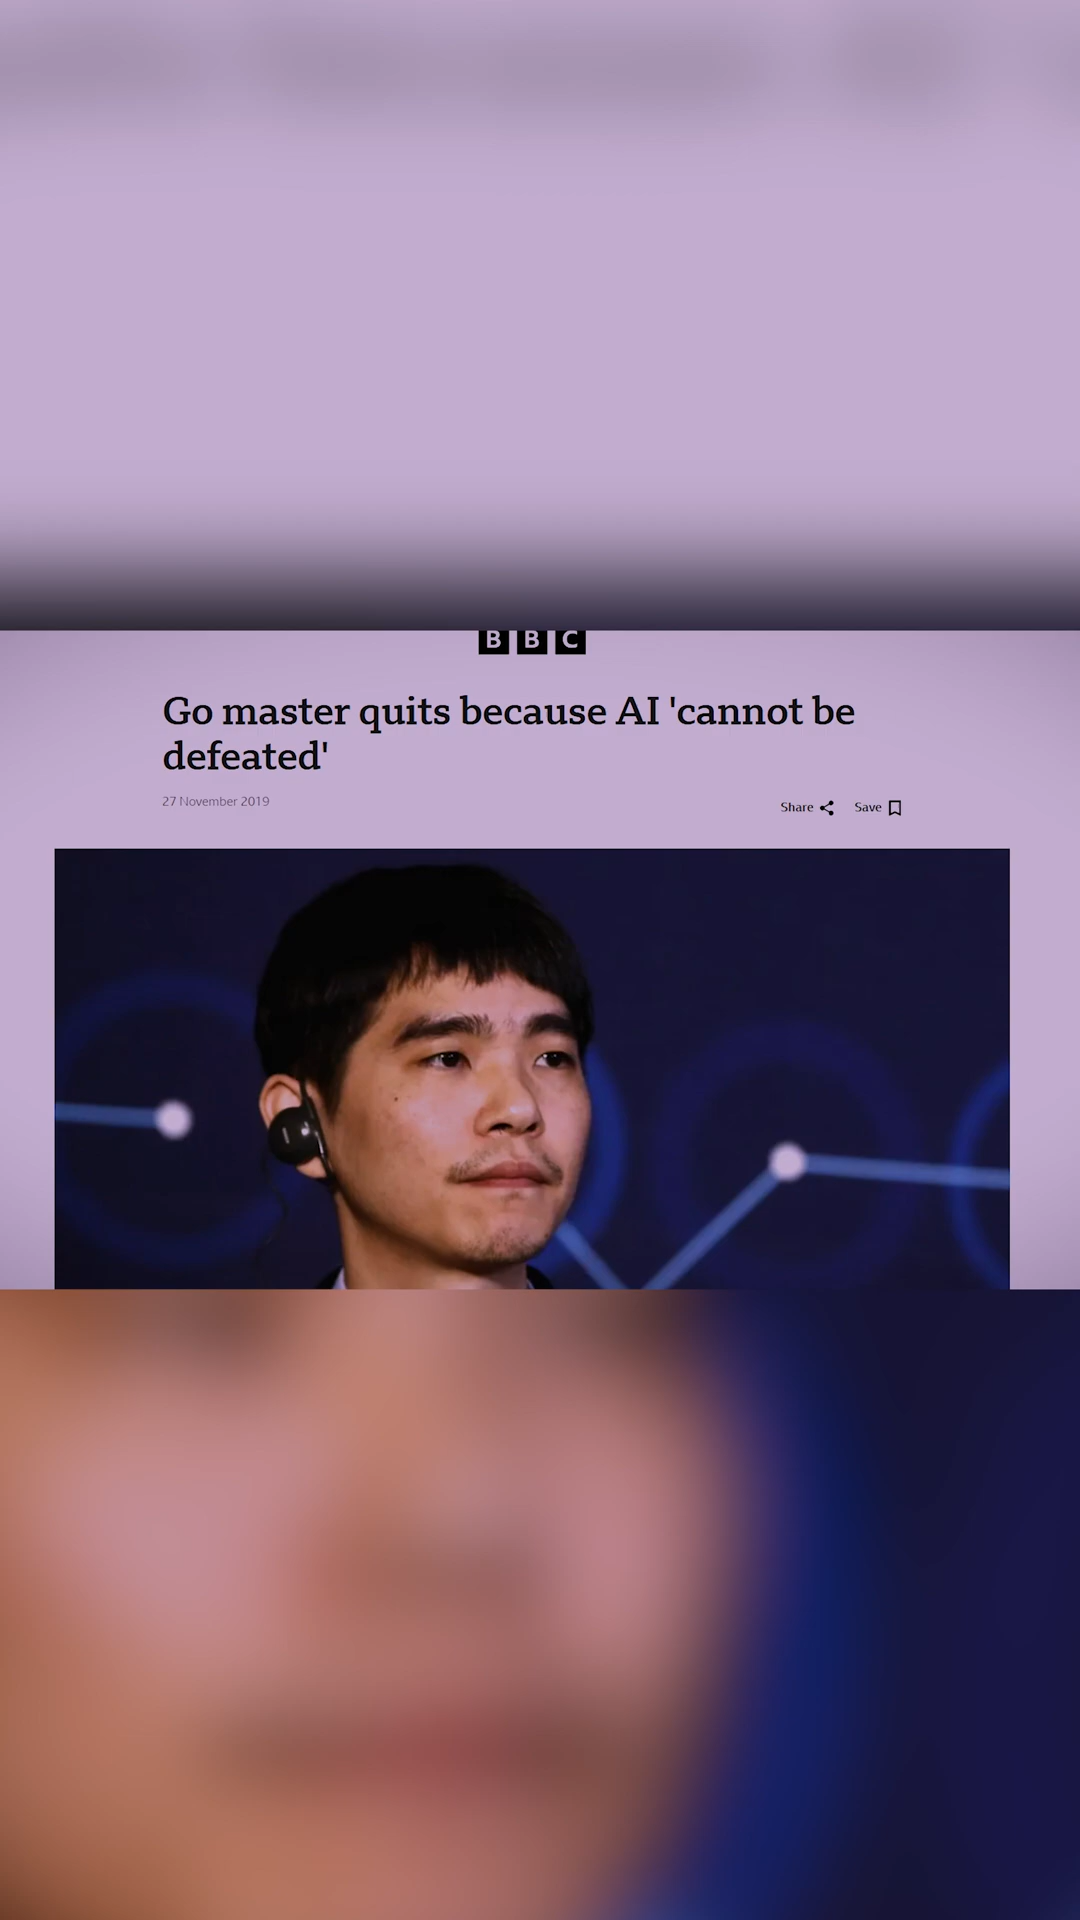 BBC
Go master quits because AI 'cannot be
defeated'
27 November 2019
Share
Save